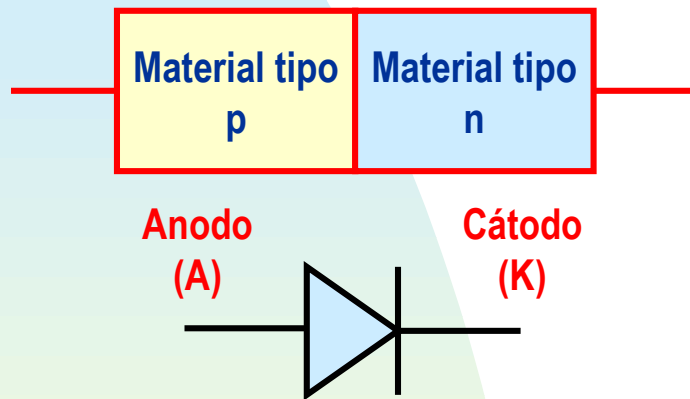 Material tipo
p
Material tipo
n
Anodo
(A)
Cátodo
(K)